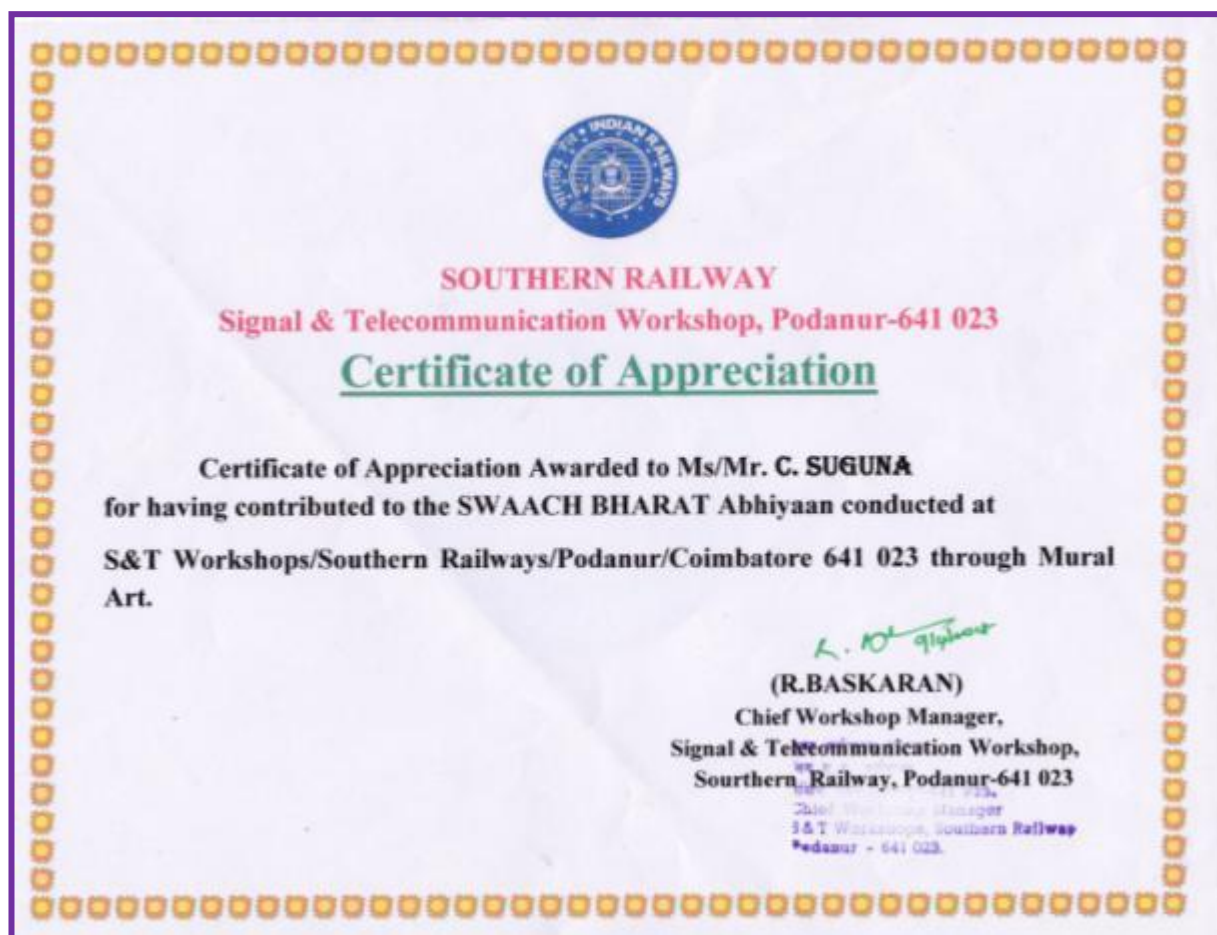 भारतीय रेल • INDIAN RAILWAYS
SOUTHERN RAILWAY
Signal & Telecommunication Workshop, Podanur-641 023
Certificate of Appreciation
Certificate of Appreciation Awarded to Ms/Mr. C. SUGUNA
for having contributed to the SWAACH BHARAT Abhiyaan conducted at
S&T Workshops/Southern Railways/Podanur/Coimbatore 641 023 through Mural
Art.
(R.BASKARAN)
Chief Workshop Manager,
Signal & Telecommunication Workshop,
Sourthern Railway, Podanur-641 023
Chief Manager
S&T Southern Railway
Podanur - 641 023.